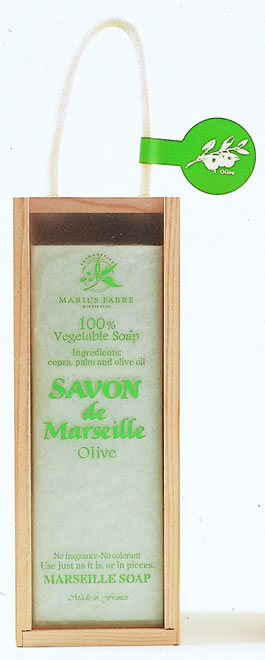 Olive
MARIUS FABRE
100%
Vegetable Soap
Ingredients:
copra, palm and olive oil
SAVON
de
Marseille
Olive
No fragrance-No colorant
Use just as it is, or in pieces.
MARSEILLE SOAP
Made in France